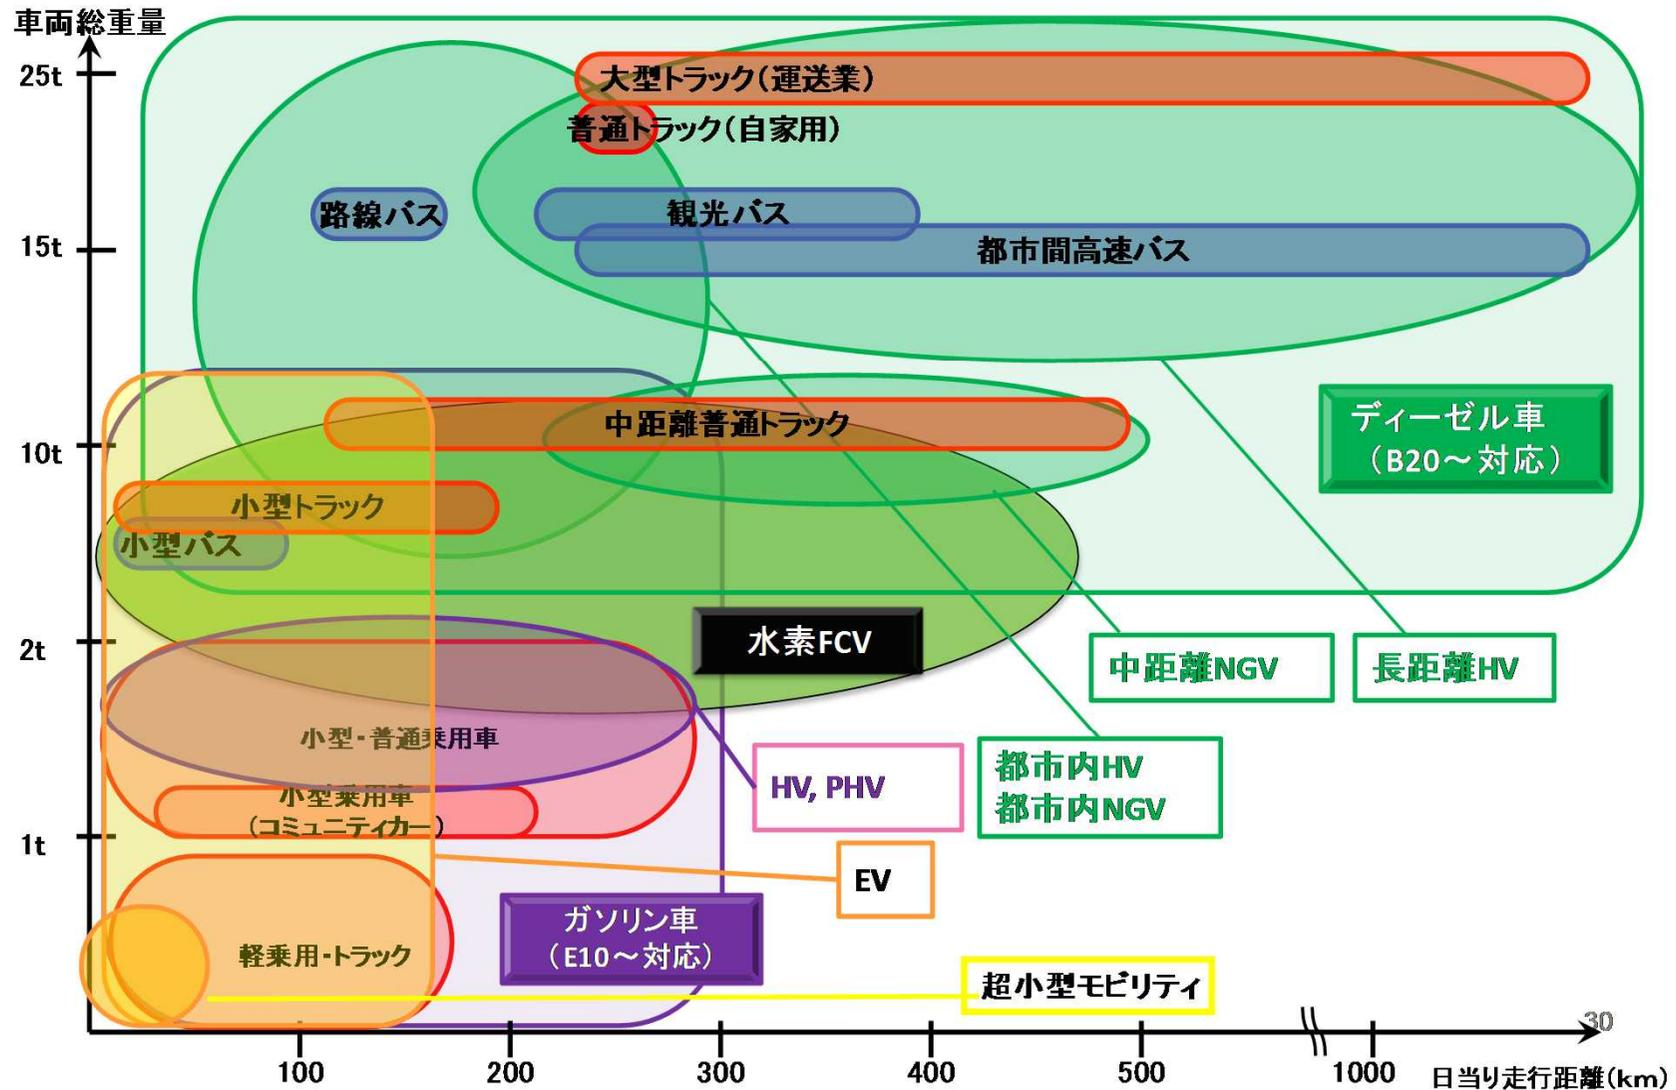 車両総重量
25t
大型トラック(運送業)
普通トラック(自家用)
路線バス
観光バス
15t
都市間高速バス
ディーゼル車
(B20～対応)
中距離普通トラック
10t
小型トラック
小型バス
水素FCV
2t
中距離NGV
長距離HV
小型・普通乗用車
都市内HV
都市内NGV
HV, PHV
小型乗用車
(コミュニティカー)
1t
EV
ガソリン車
(E10～対応)
軽乗用・トラック
超小型モビリティ
30
100
200
300
400
500
1000
日当り走行距離(km)